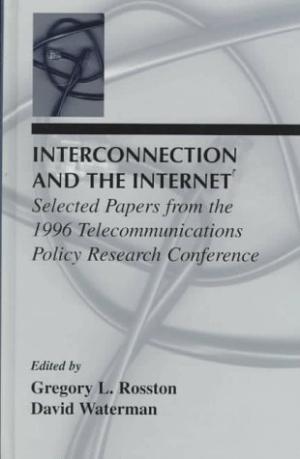 INTERCONNECTION
AND THE INTERNET
Selected Papers from the
1996 Telecommunications
Policy Research Conference
Edited by
Gregory L. Rosston
David Waterman